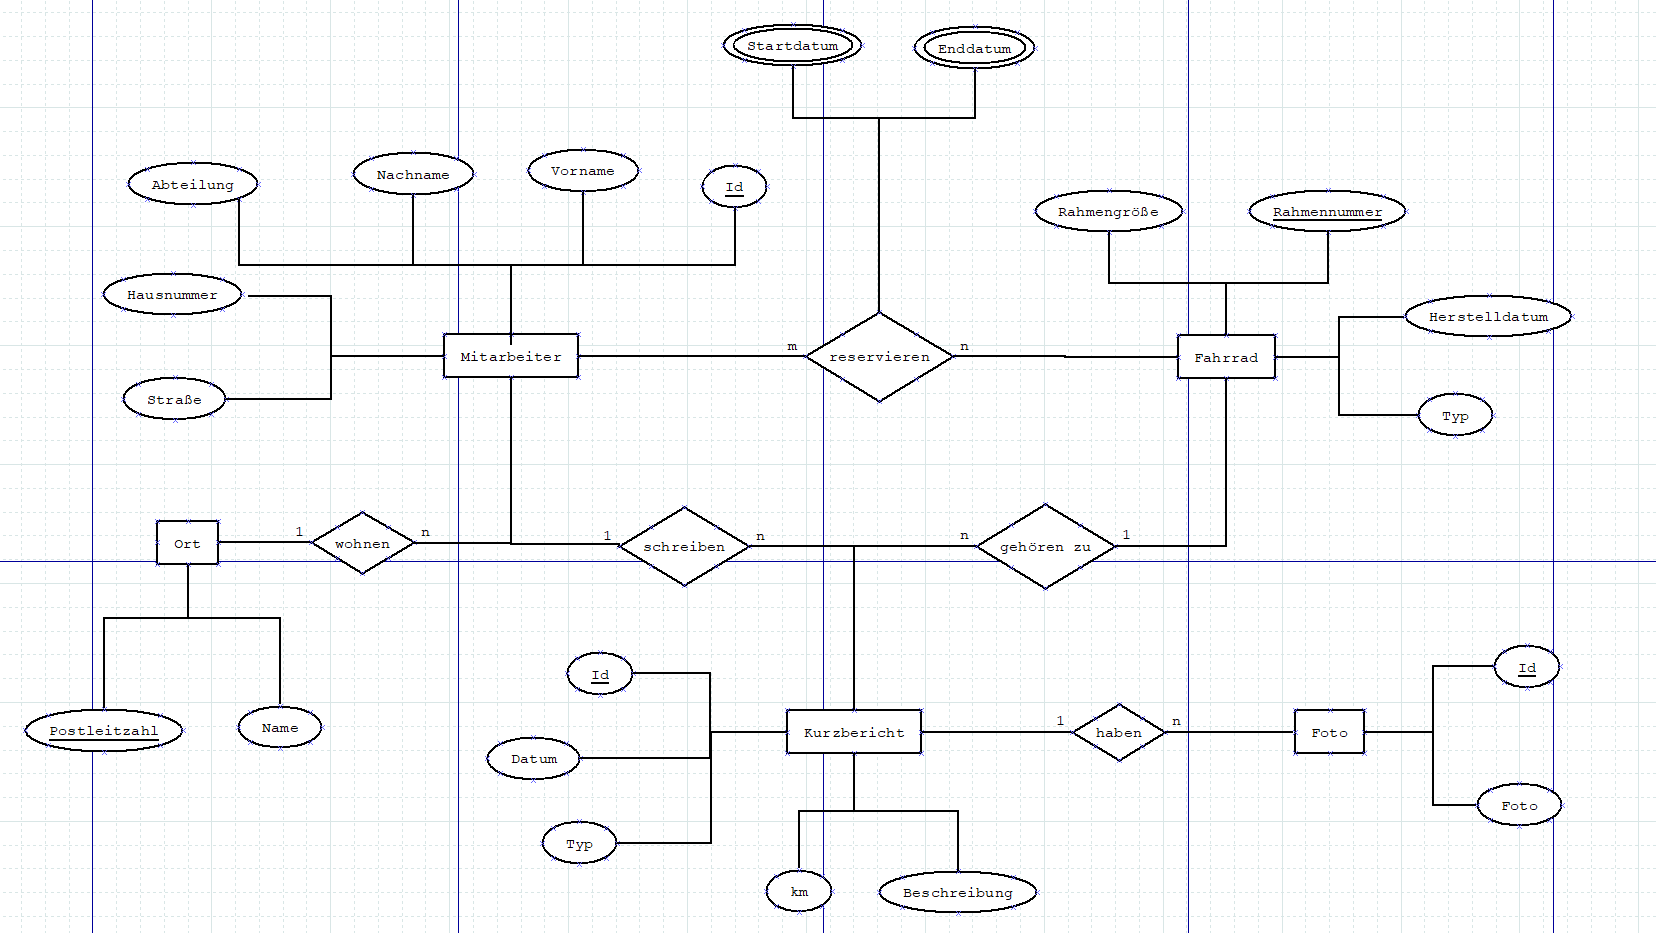 Startdatum
Enddatum
Abteilung
Nachname
Vorname
Id
Rahmengröße
Rahmennummer
Hausnummer
Herstelldatum
Mitarbeiter
m
reservieren
n
Fahrrad
Straße
Typ
Ort
1
wohnen
n
1
schreiben
n
n
gehören zu
1
Id
Id
Postleitzahl
Name
Kurzbericht
1
haben
n
Foto
Datum
Foto
Typ
km
Beschreibung